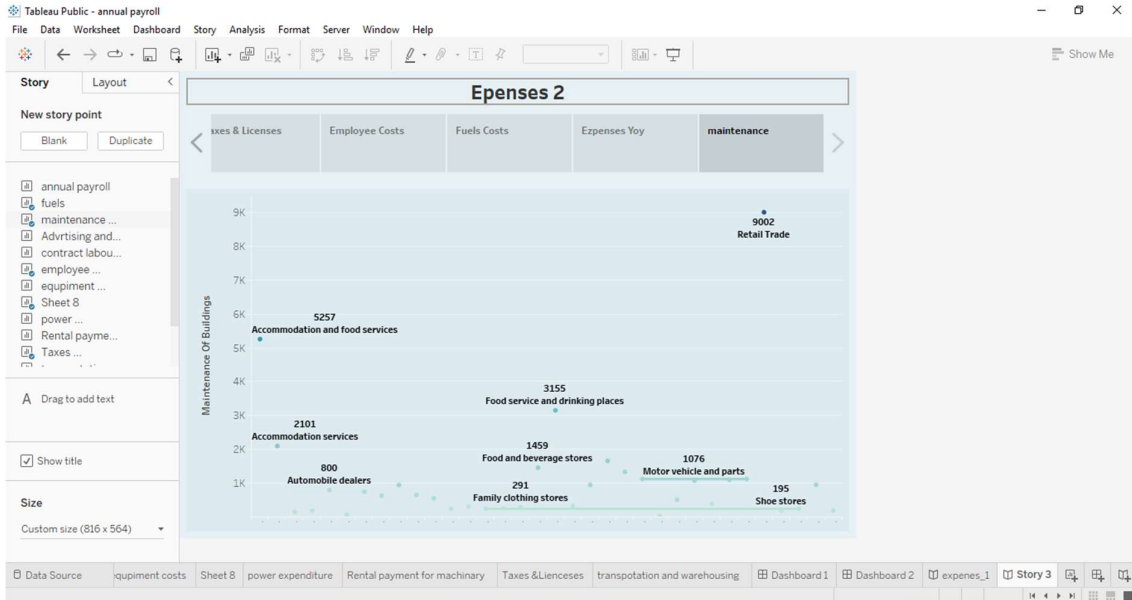 Tableau Public - annual payroll
File Data Worksheet Dashboard Story Analysis Format Server Window Help
Show Me
Story Layout
New story point
Blank Duplicate
annual payroll
fuels
maintenance ...
Advrtising and...
contract labou...
employee ...
equpiment ...
Sheet 8
power ...
Rental payme...
Taxes ...
A Drag to add text
Show title
Size
Custom size (816 x 564)
Epenses 2
axes & Licenses
Employee Costs
Fuels Costs
Ezpenses Yoy
maintenance
Maintenance Of Buildings
9K
8K
7K
6K
5K
4K
3K
2K
1K
9002
Retail Trade
5257
Accommodation and food services
3155
Food service and drinking places
2101
Accommodation services
1459
Food and beverage stores
1076
Motor vehicle and parts
800
Automobile dealers
291
Family clothing stores
195
Shoe stores
Data Source
qupiment costs
Sheet 8
power expenditure
Rental payment for machinary
Taxes &Lienceses
transpotation and warehousing
Dashboard 1
Dashboard 2
expenes_1
Story 3